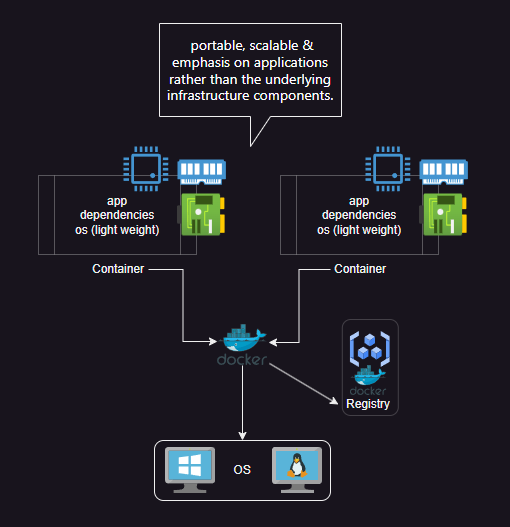 portable, scalable &
emphasis on applications
rather than the underlying
infrastructure components.
app
dependencies
os (light weight)
app
dependencies
os (light weight)
Container
Container
docker
docker
Registry
OS